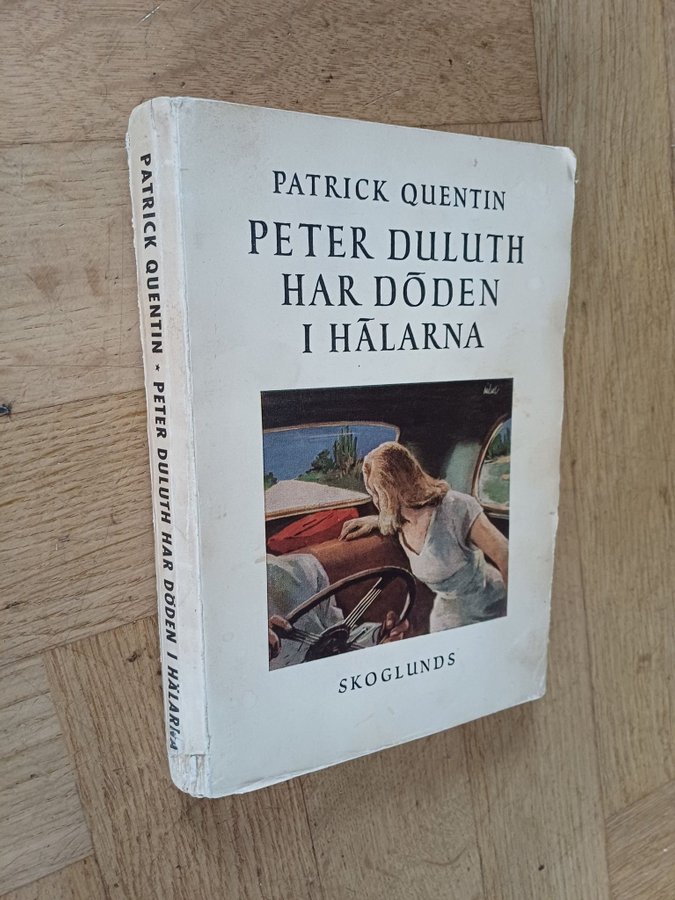 PATRICK QUENTIN
PETER DULUTH
HAR DÖDEN
I HÄLARNA
SKOGLUNDS
PATRICK QUENTIN * PETER DULUTH HAR DÖDEN I HÄLARNA